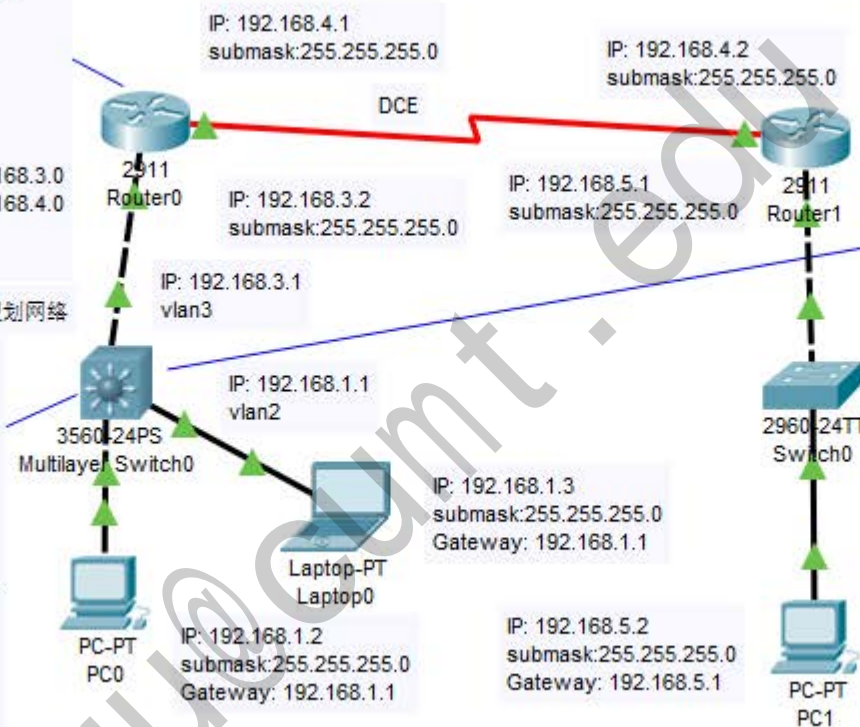 IP: 192.168.4.1
submask:255.255.255.0
IP: 192.168.4.2
submask:255.255.255.0
DCE
168.3.0
168.4.0
2911
Router0
IP: 192.168.3.2
submask:255.255.255.0
IP: 192.168.5.1
submask:255.255.255.0
2911
Router1
IP: 192.168.3.1
vlan3
划网络
IP: 192.168.1.1
vlan2
3560-24PS
Multilayer Switch0
2960-24TT
Switch0
IP: 192.168.1.3
submask:255.255.255.0
Gateway: 192.168.1.1
Laptop-PT
Laptop0
PC-PT
PC0
IP: 192.168.1.2
submask:255.255.255.0
Gateway: 192.168.1.1
IP: 192.168.5.2
submask:255.255.255.0
Gateway: 192.168.5.1
PC-PT
PC1
u@cumt.edu